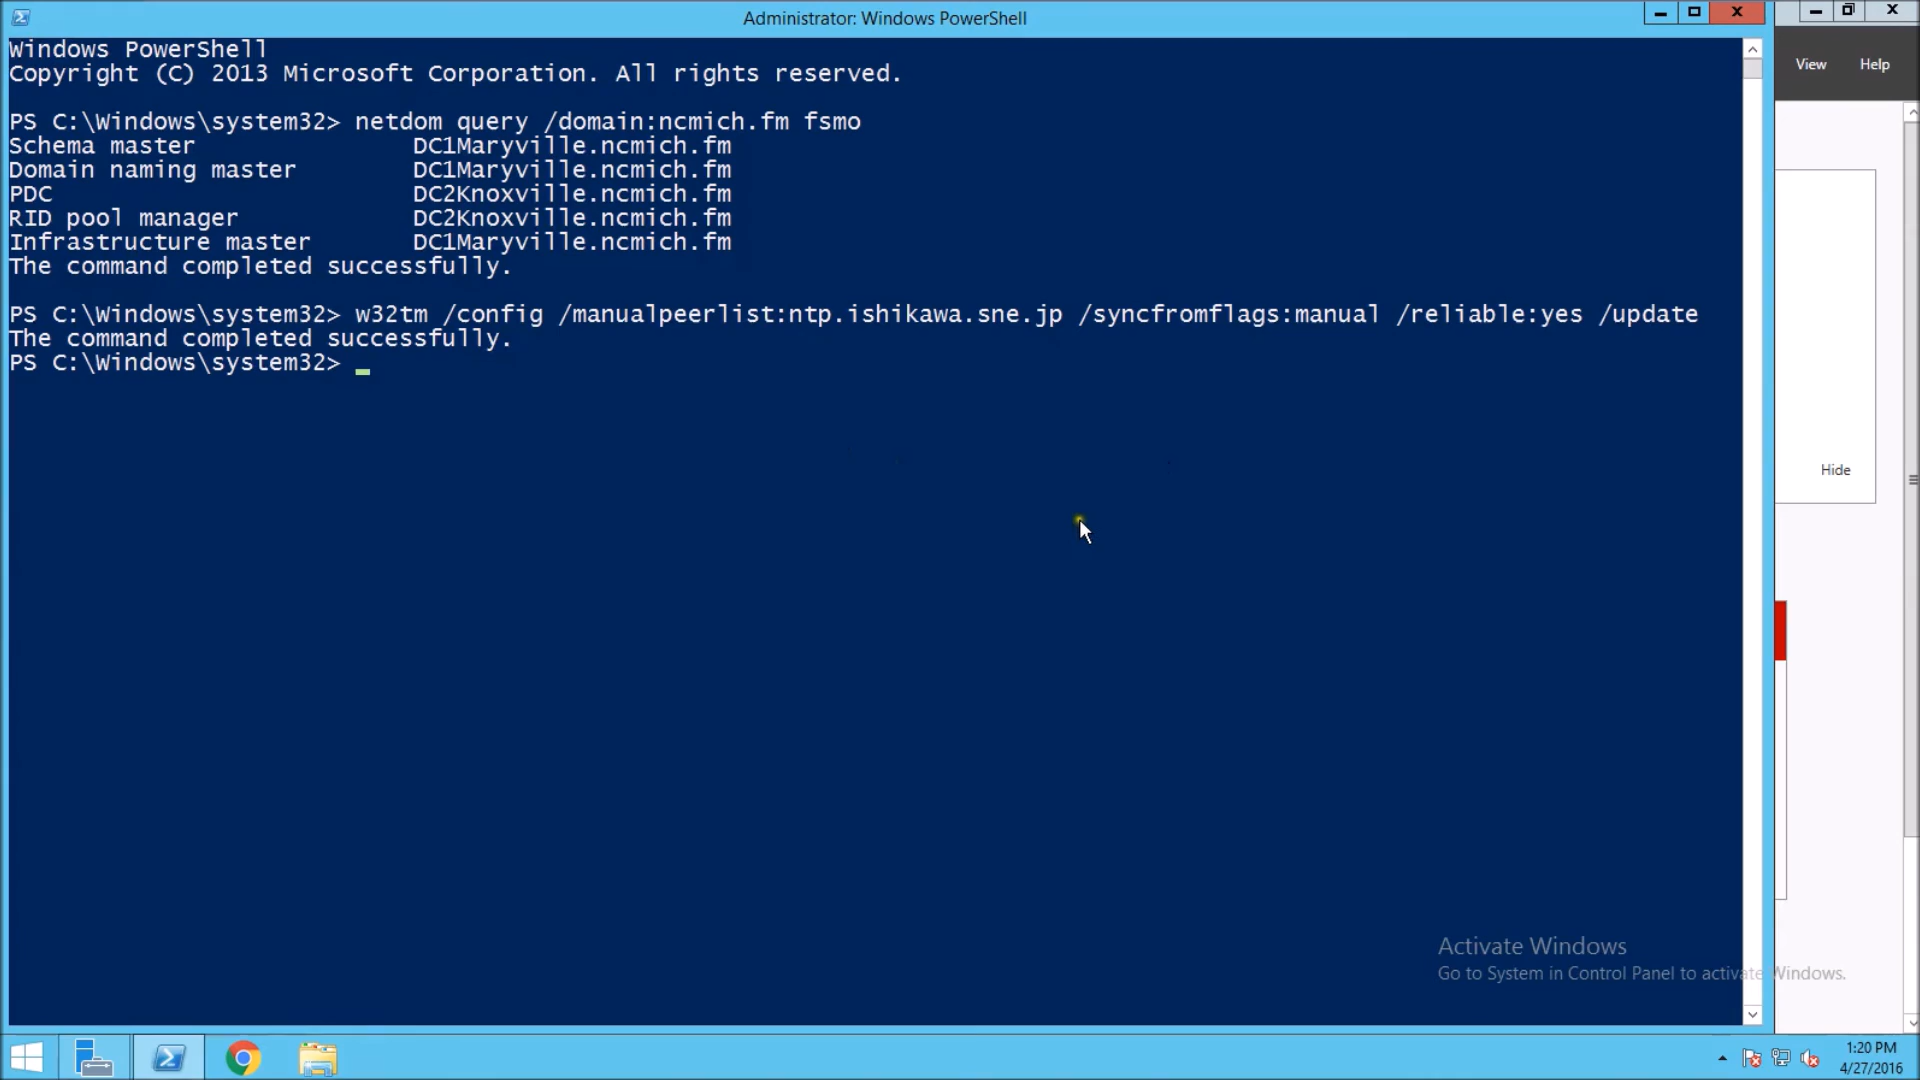 Administrator: Windows PowerShell
Windows PowerShell
Copyright (C) 2013 Microsoft Corporation. All rights reserved.
PS C:\Windows\system32> netdom query /domain:ncmich.fm fsmo
Schema master DC1Maryville.ncmich.fm
Domain naming master DC1Maryville.ncmich.fm
PDC DC2Knoxville.ncmich.fm
RID pool manager DC2Knoxville.ncmich.fm
Infrastructure master DC1Maryville.ncmich.fm
The command completed successfully.
PS C:\Windows\system32> w32tm /config /manualpeerlist:ntp.ishikawa.sne.jp /syncfromflags:manual /reliable:yes /update
The command completed successfully.
PS C:\Windows\system32>
View Help
Hide
Activate Windows
Go to System in Control Panel to activate Windows.
1:20 PM
4/27/2016